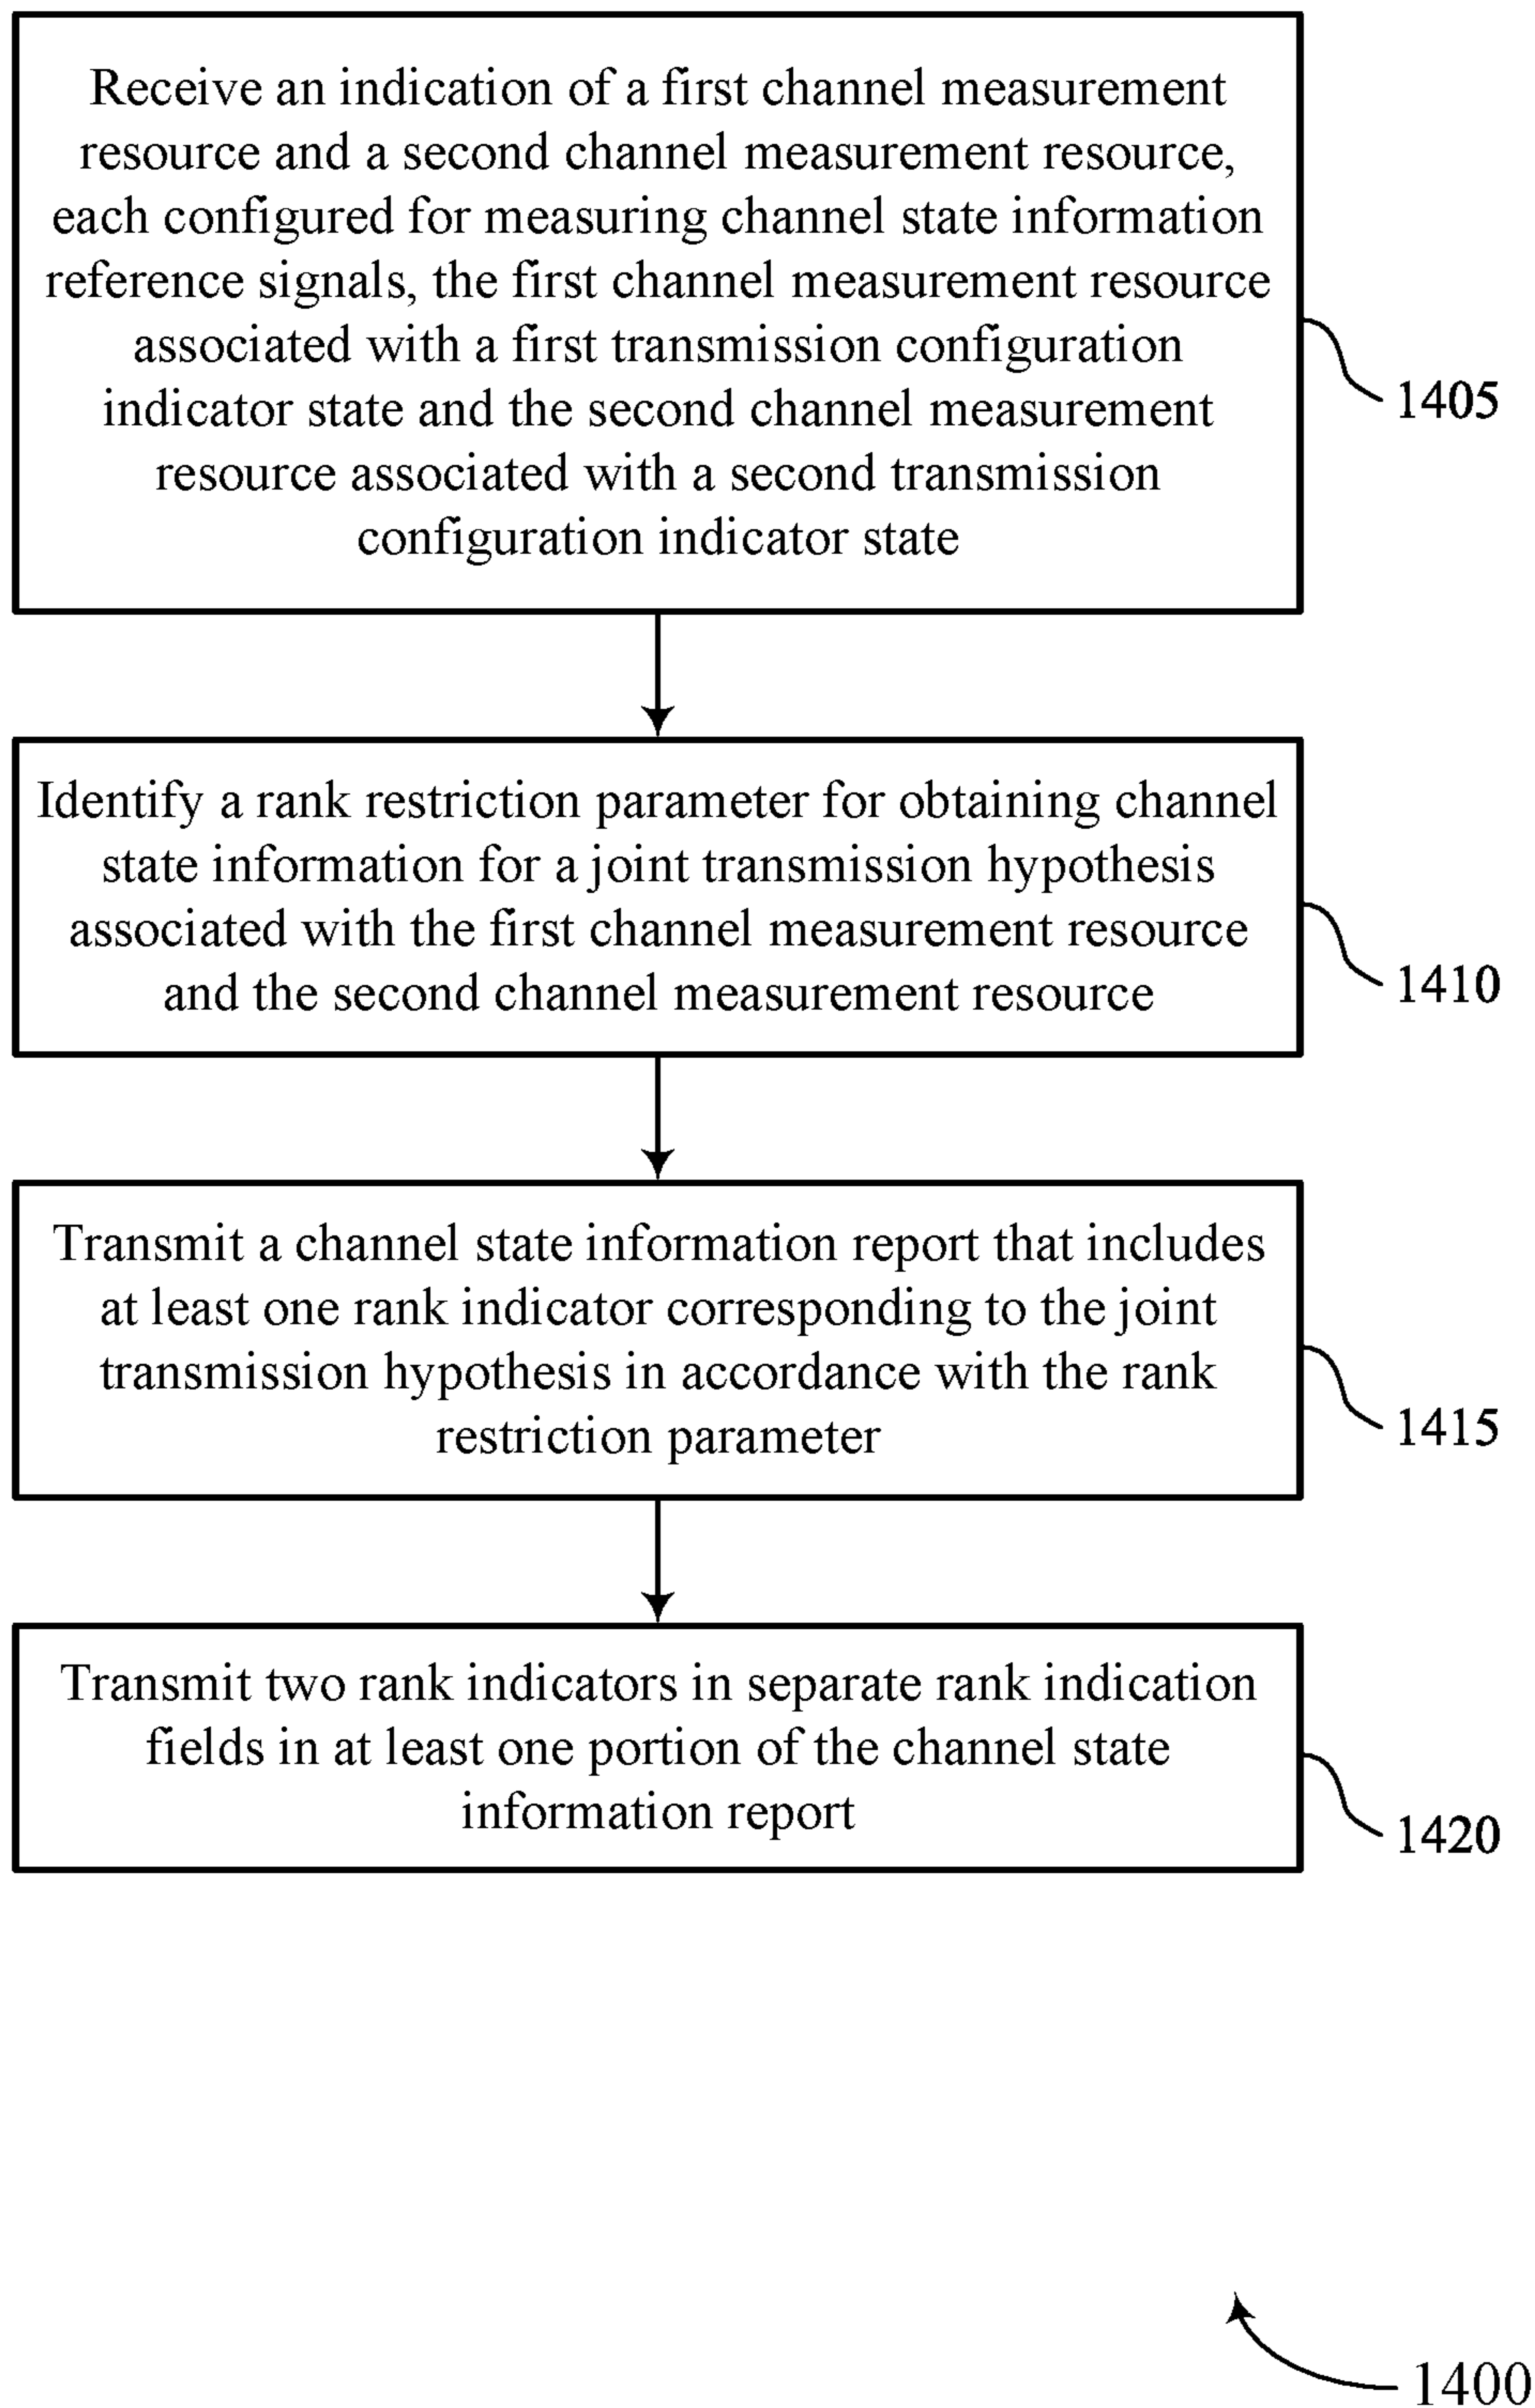 Receive an indication of a first channel measurement
resource and a second channel measurement resource,
each configured for measuring channel state information
reference signals, the first channel measurement resource
associated with a first transmission configuration
indicator state and the second channel measurement
resource associated with a second transmission
configuration indicator state
1405
Identify a rank restriction parameter for obtaining channel
state information for a joint transmission hypothesis
associated with the first channel measurement resource
and the second channel measurement resource
1410
Transmit a channel state information report that includes
at least one rank indicator corresponding to the joint
transmission hypothesis in accordance with the rank
restriction parameter
1415
Transmit two rank indicators in separate rank indication
fields in at least one portion of the channel state
information report
1420
1400